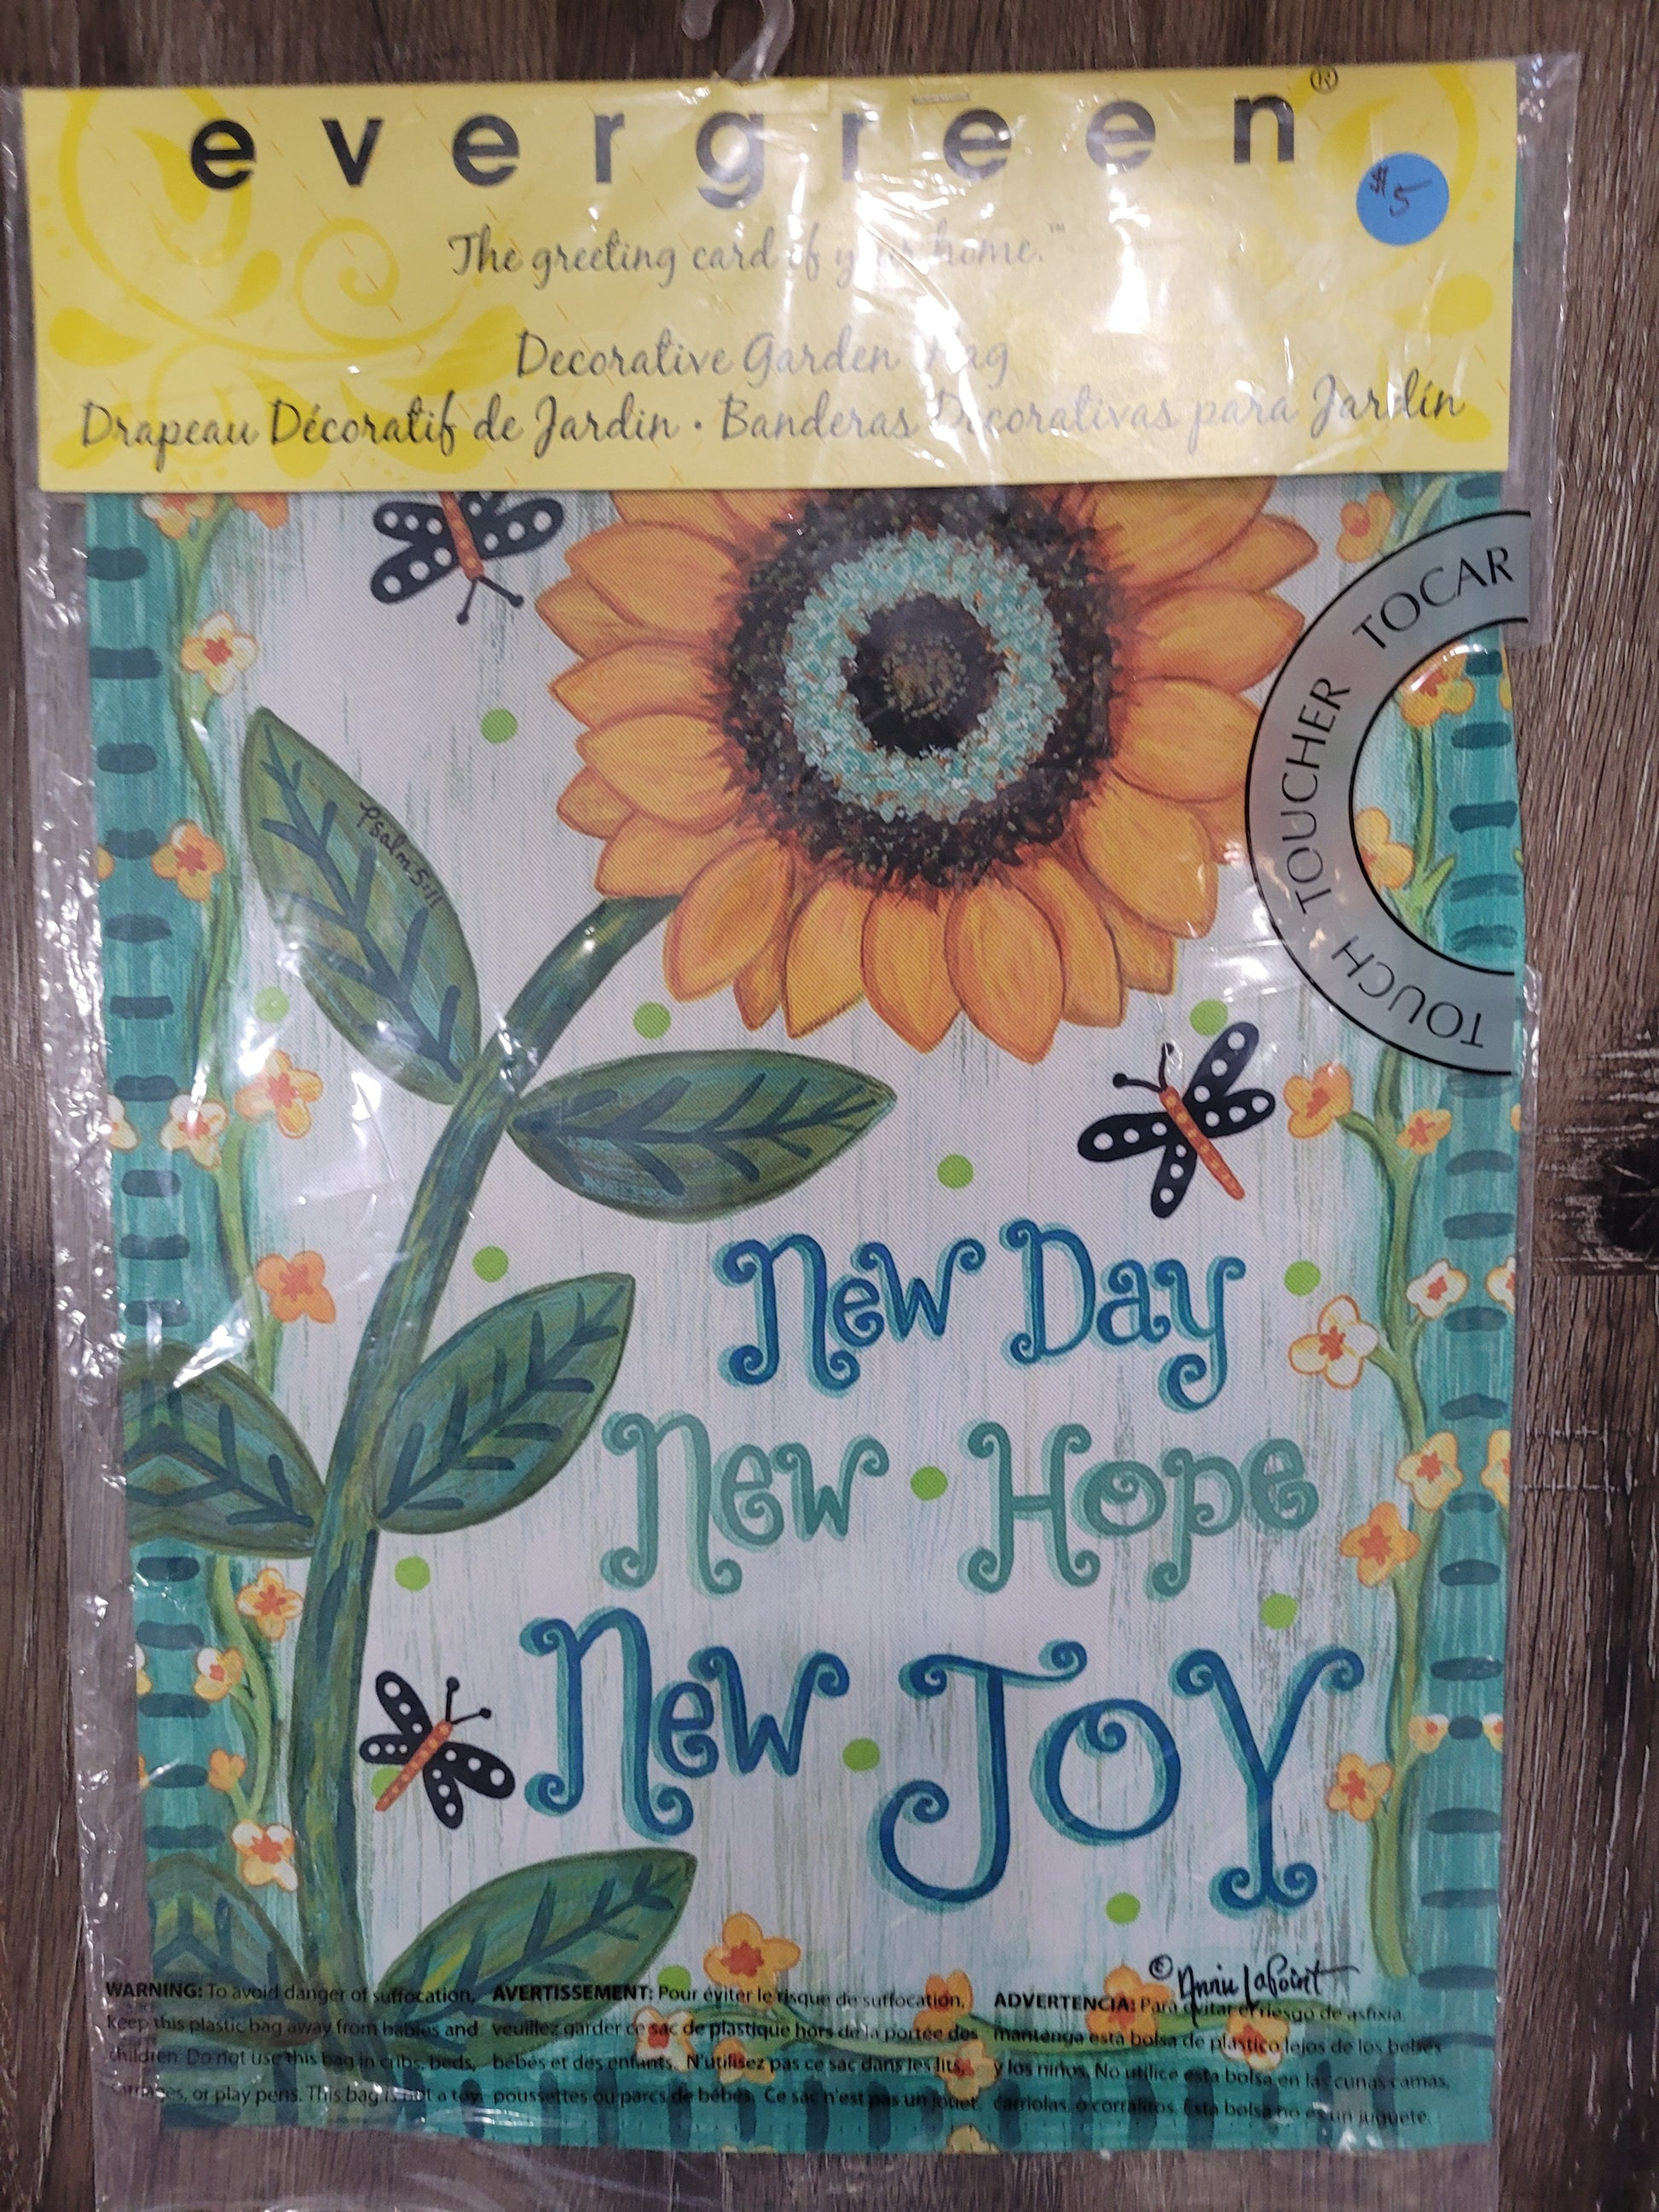 evergreen®
$5
The greeting card of your home.™
Decorative Garden Flag
Drapeau Décoratif de Jardin • Banderas Decorativas para Jardín
TOUCH TOUCHER TOCAR
Psalm 5:11
New Day
New Hope
New JOY
© Annie LaPoint
WARNING: To avoid danger of suffocation,
keep this plastic bag away from babies and
children. Do not use this bag in cribs, beds,
carriages, or play pens. This bag is not a toy.
AVERTISSEMENT: Pour éviter le risque de suffocation,
veuillez garder ce sac de plastique hors de la portée des
bébés et des enfants. N'utilisez pas ce sac dans les lits,
poussettes ou parcs de bébés. Ce sac n'est pas un jouet.
ADVERTENCIA: Para evitar el riesgo de asfixia,
mantenga esta bolsa de plástico lejos de los bebés
y los niños. No utilice esta bolsa en las cunas camas,
carriolas, o corralitos. Esta bolsa no es un juguete.